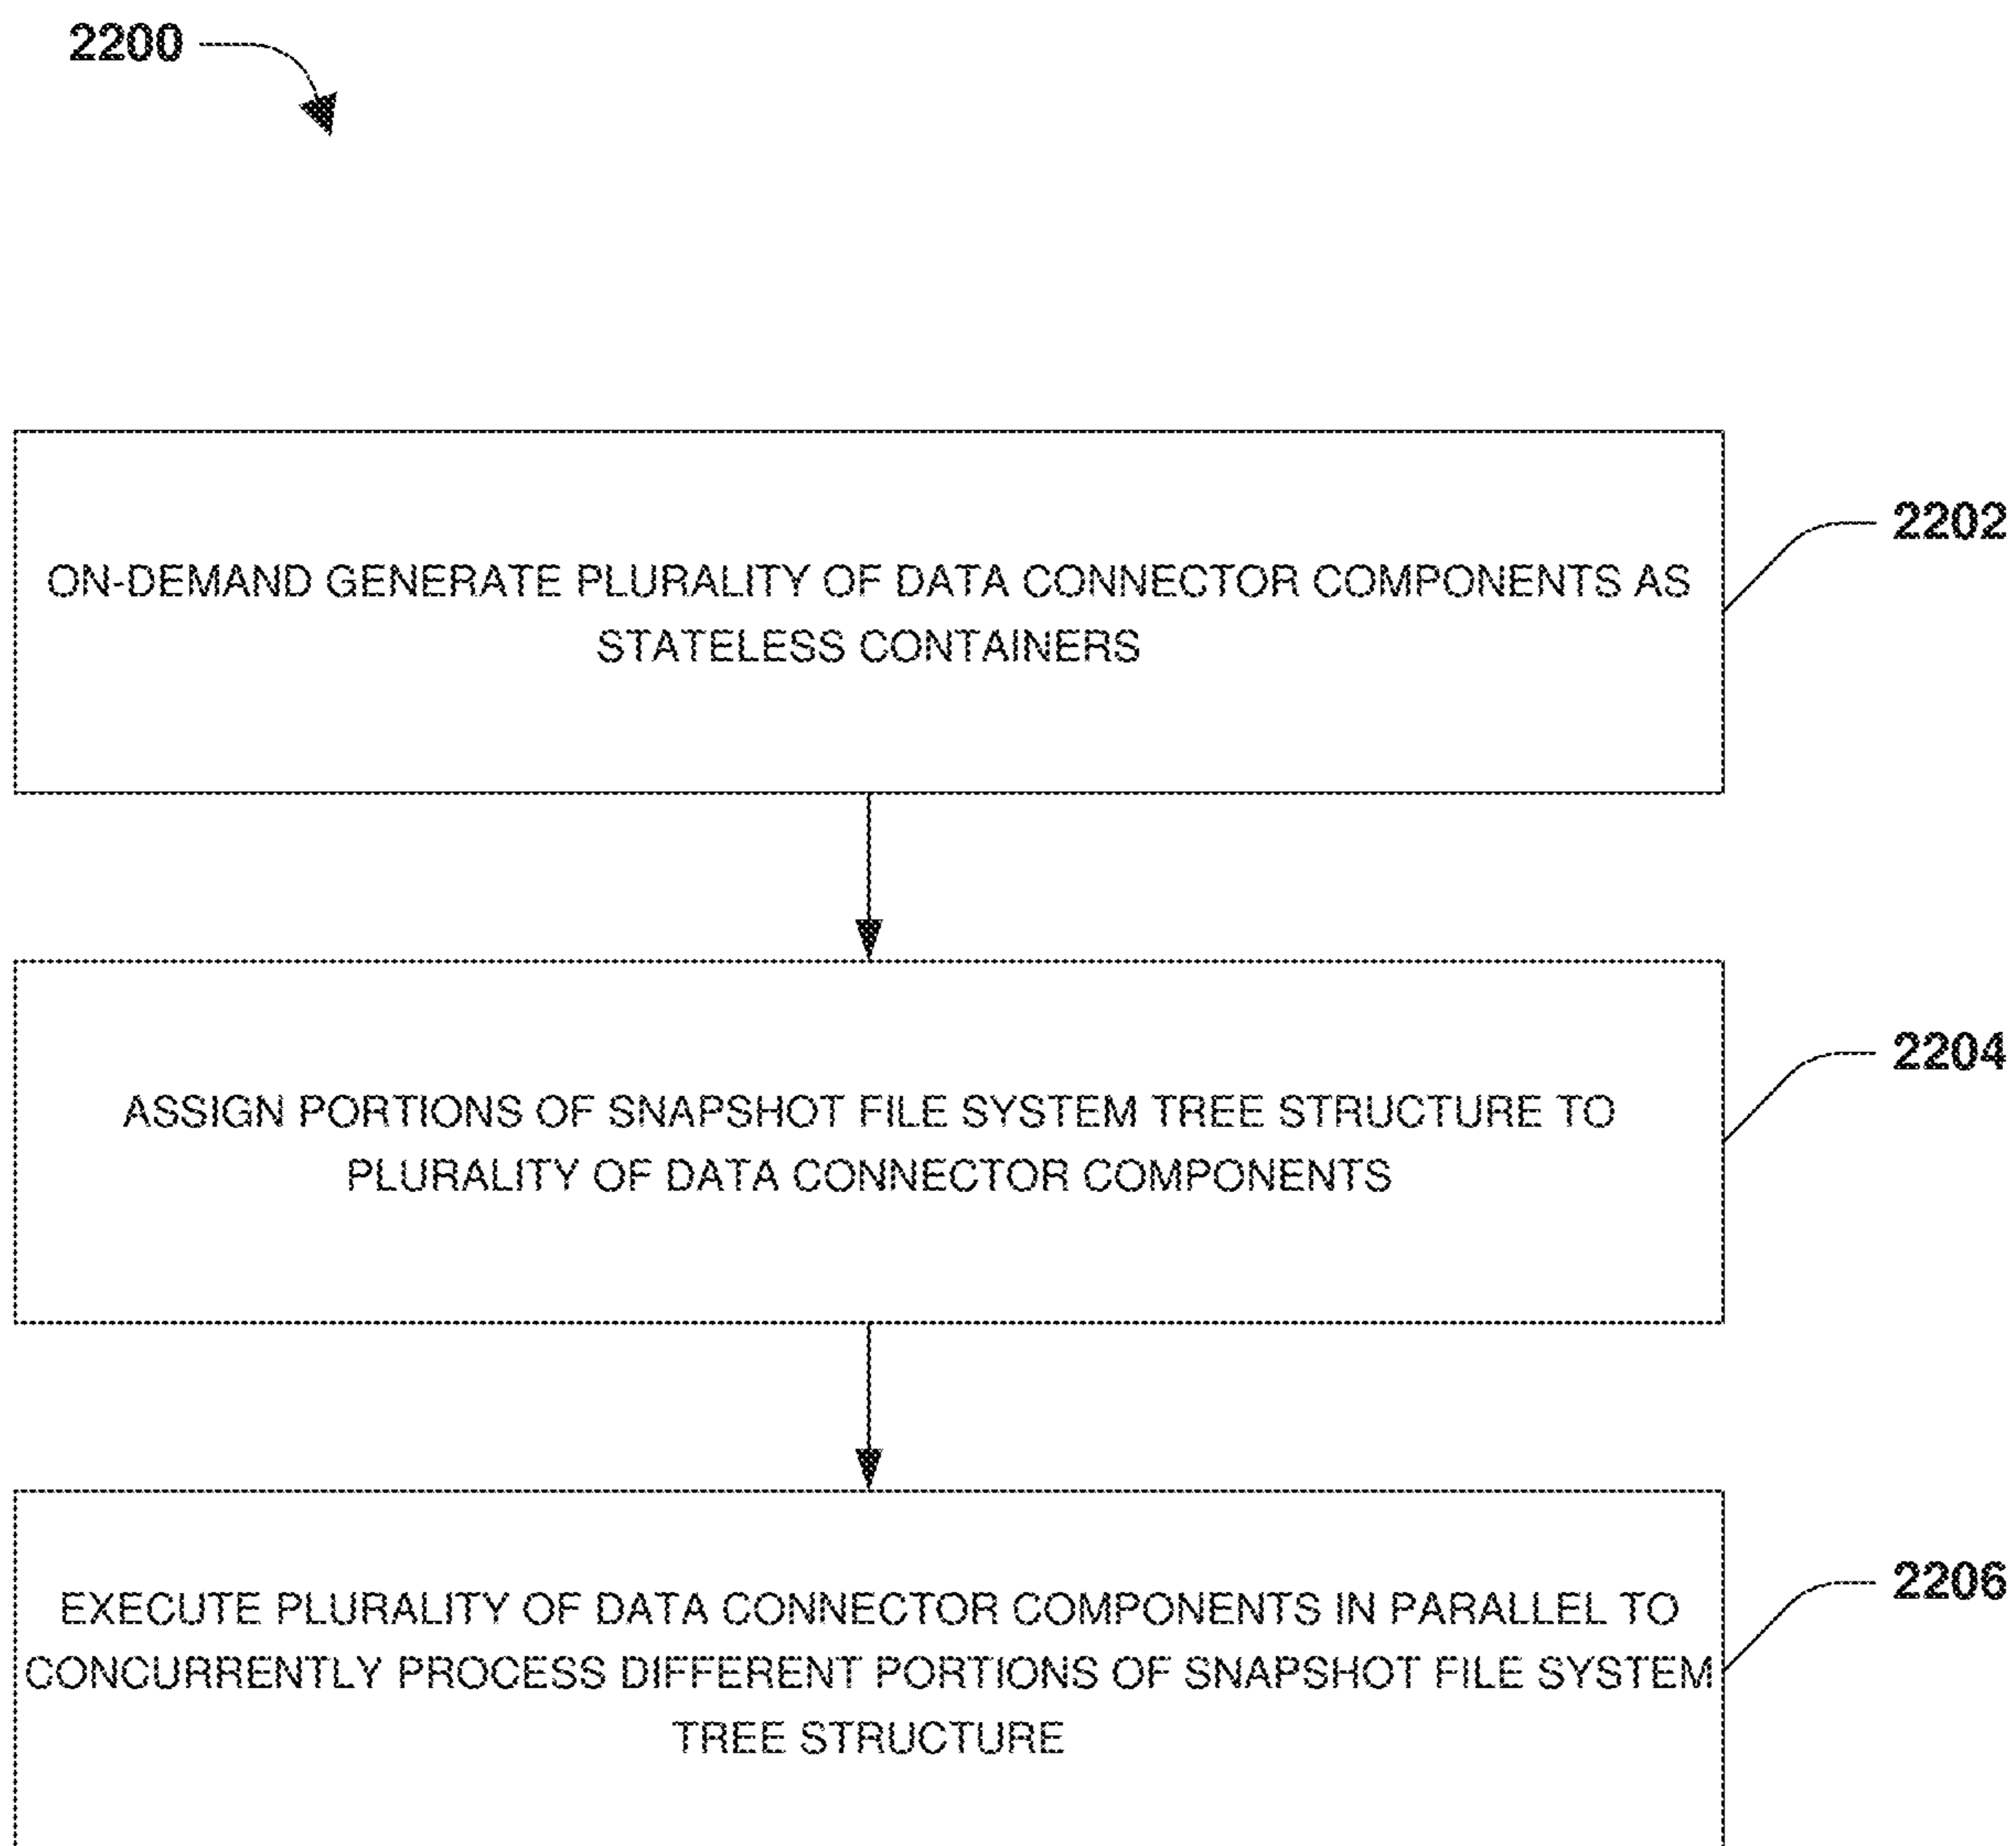 2200
ON-DEMAND GENERATE PLURALITY OF DATA CONNECTOR COMPONENTS AS
STATELESS CONTAINERS
2202
ASSIGN PORTIONS OF SNAPSHOT FILE SYSTEM TREE STRUCTURE TO
PLURALITY OF DATA CONNECTOR COMPONENTS
2204
EXECUTE PLURALITY OF DATA CONNECTOR COMPONENTS IN PARALLEL TO
CONCURRENTLY PROCESS DIFFERENT PORTIONS OF SNAPSHOT FILE SYSTEM
TREE STRUCTURE
2206